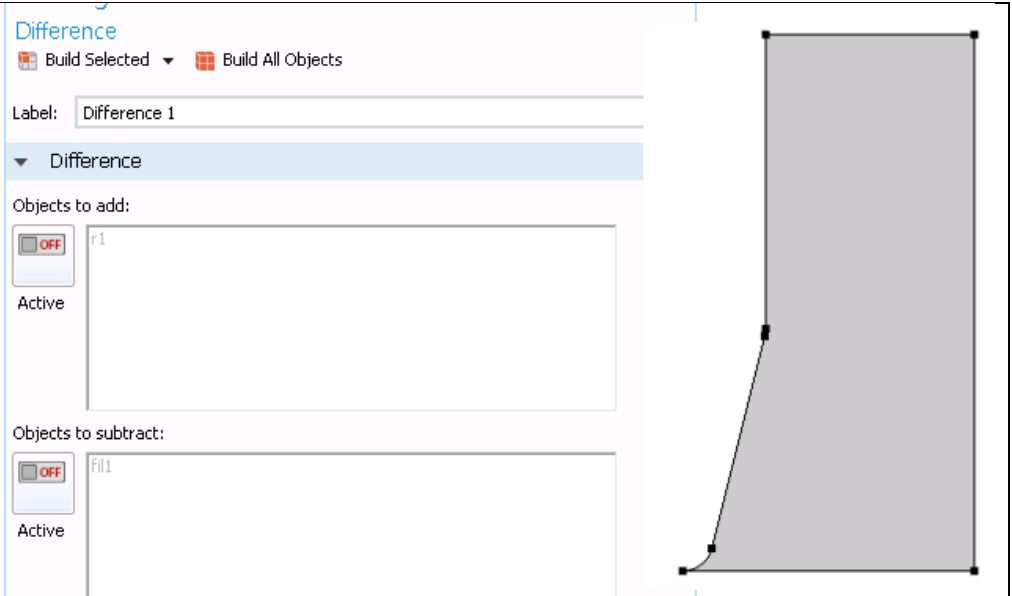 Difference
Build Selected
Build All Objects
Label:
Difference 1
Difference
Objects to add:
OFF
r1
Active
Objects to subtract:
OFF
fil1
Active